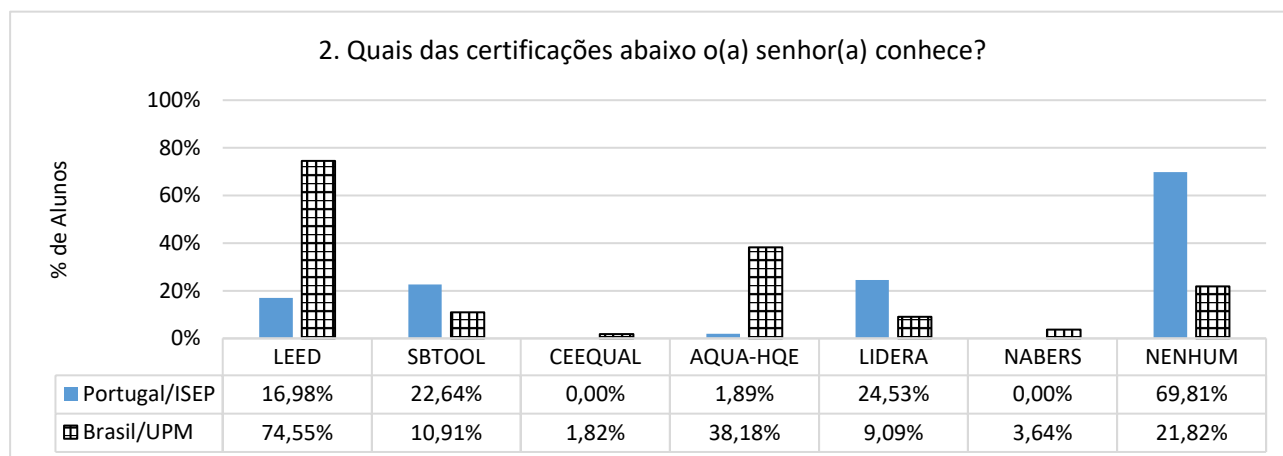 2. Quais das certificações abaixo o(a) senhor(a) conhece?
% de Alunos
100%
80%
60%
40%
20%
0%
LEED SBTOOL CEEQUAL AQUA-HQE LIDERA NABERS NENHUM
Portugal/ISEP 16,98% 22,64% 0,00% 1,89% 24,53% 0,00% 69,81%
Brasil/UPM 74,55% 10,91% 1,82% 38,18% 9,09% 3,64% 21,82%